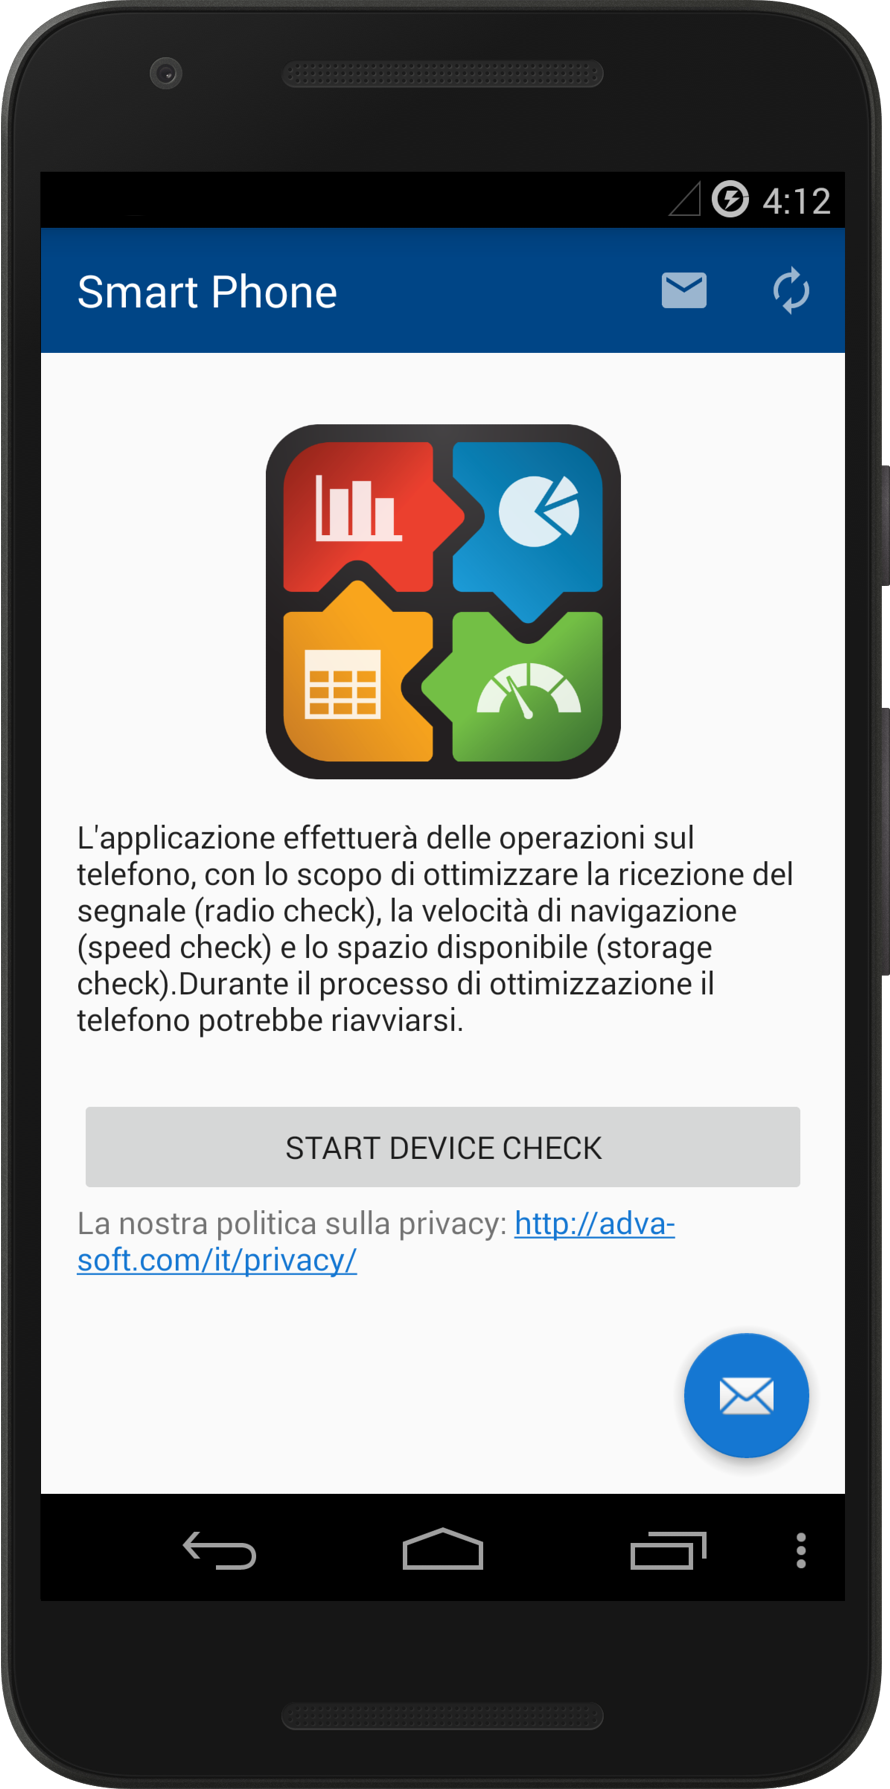 4:12
Smart Phone
L'applicazione effettuerà delle operazioni sul
telefono, con lo scopo di ottimizzare la ricezione del
segnale (radio check), la velocità di navigazione
(speed check) e lo spazio disponibile (storage
check).Durante il processo di ottimizzazione il
telefono potrebbe riavviarsi.
START DEVICE CHECK
La nostra politica sulla privacy: http://adva-
soft.com/it/privacy/